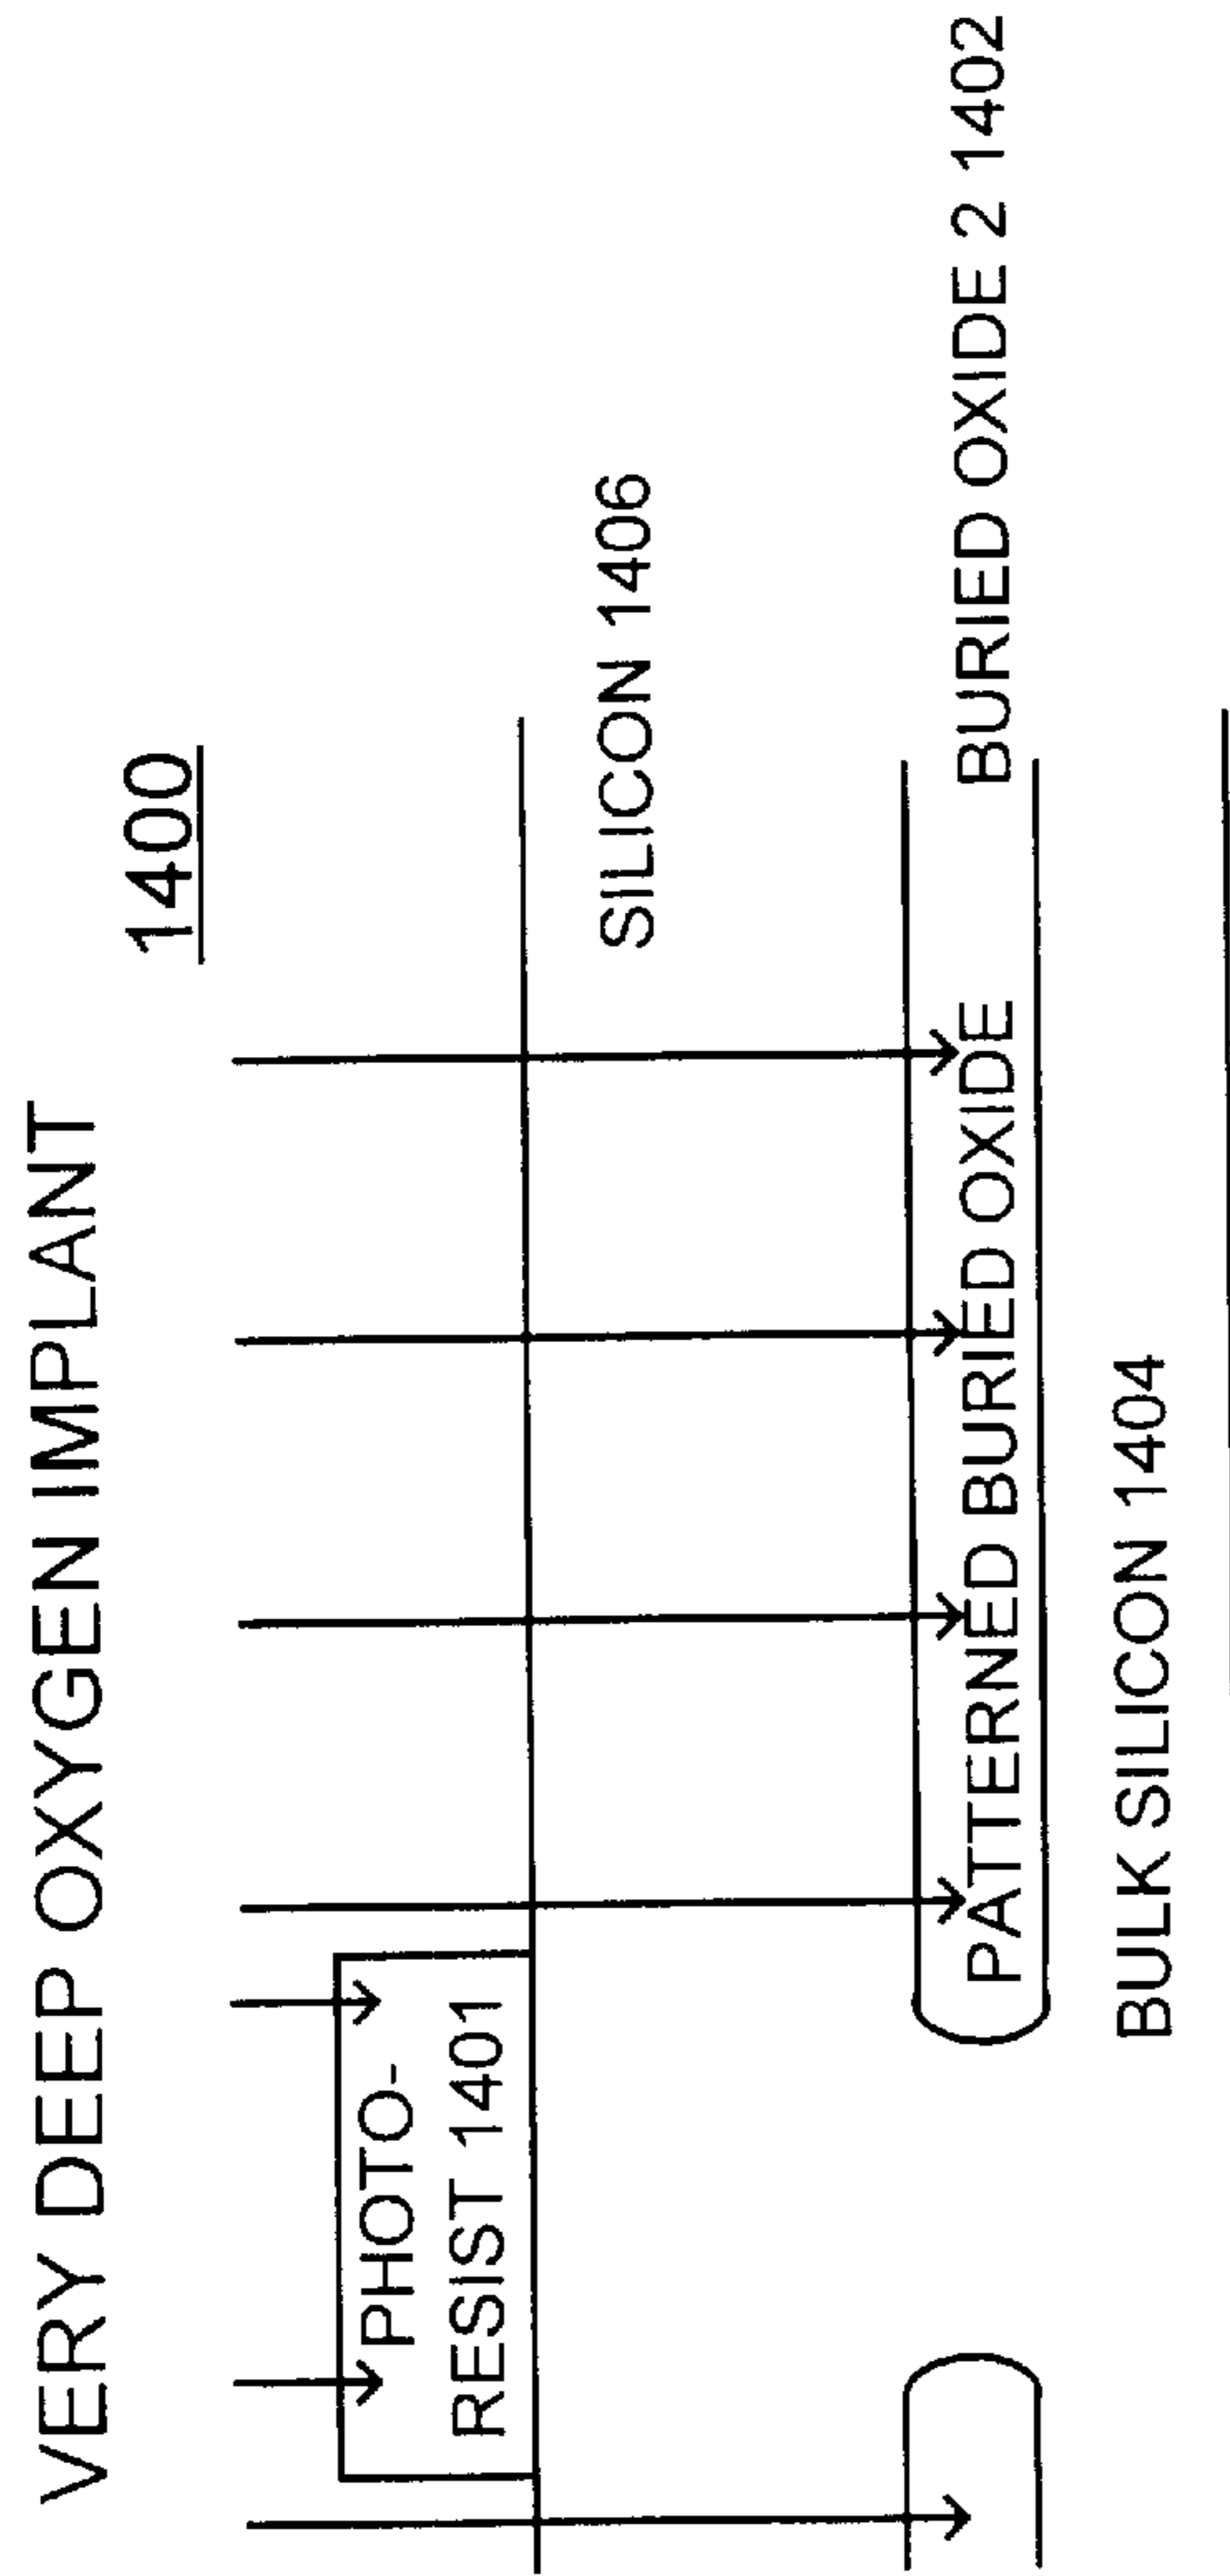 VERY DEEP OXYGEN IMPLANT
1400
PHOTO-
RESIST 1401
SILICON 1406
PATTERNED BURIED OXIDE
BURIED OXIDE 2 1402
BULK SILICON 1404